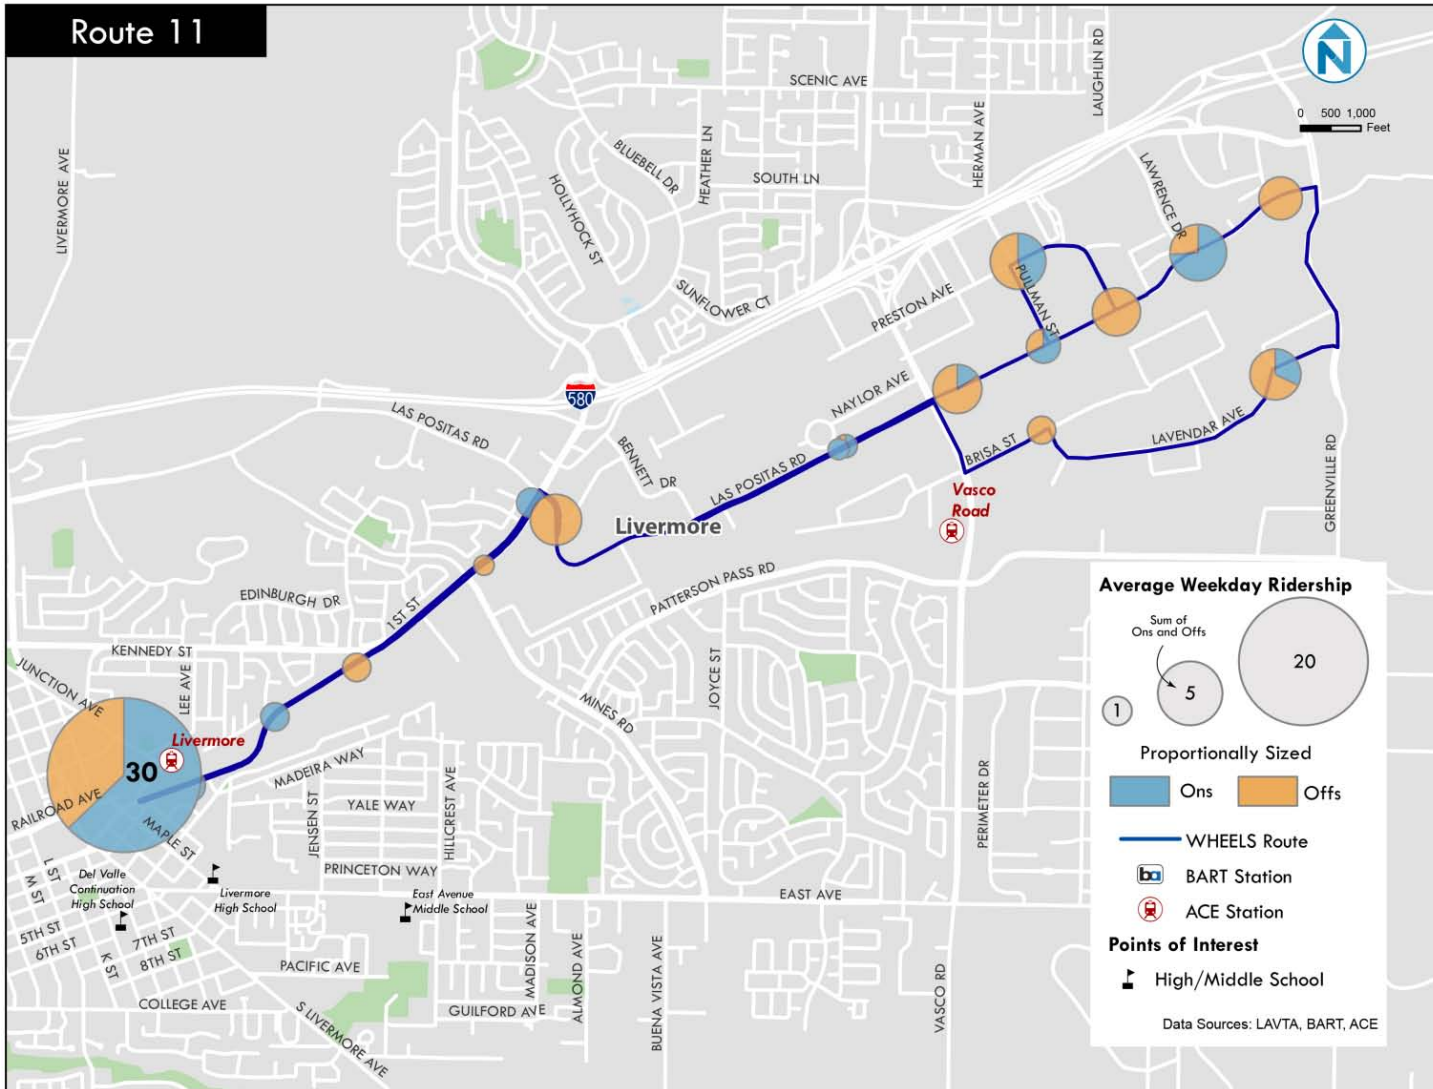 Route 11
N
0 500 1,000
Feet
LIVERMORE AVE
SCENIC AVE
LAUGHLIN RD
HEATHER LN
HERMAN AVE
BLUEBELL DR
HOLLYHOCK ST
SOUTH LN
LAWRENCE DR
SUNFLOWER CT
PRESTON AVE
PULLMAN ST
580
NAYLOR AVE
LAS POSITAS RD
BENNETT DR
LAS POSITAS RD
BRISA ST
LAVENDAR AVE
GREENVILLE RD
Vasco
Road
Livermore
PATTERSON PASS RD
EDINBURGH DR
1ST ST
KENNEDY ST
JUNCTION AVE
LEE AVE
JOYCE ST
MINES RD
Livermore
30
MADEIRA WAY
RAILROAD AVE
MAPLE ST
JENSEN ST
YALE WAY
HILLCREST AVE
PERIMETER DR
PRINCETON WAY
L ST
M ST
Del Valle
Continuation
High School
Livermore
High School
East Avenue
Middle School
EAST AVE
5TH ST
6TH ST
7TH ST
8TH ST
K ST
PACIFIC AVE
MADISON AVE
ALMOND AVE
BUENA VISTA AVE
VASCO RD
COLLEGE AVE
S LIVERMORE AVE
GUILFORD AVE
Average Weekday Ridership
Sum of
Ons and Offs
1
5
20
Proportionally Sized
Ons
Offs
WHEELS Route
ba
BART Station
ACE Station
Points of Interest
High/Middle School
Data Sources: LAVTA, BART, ACE